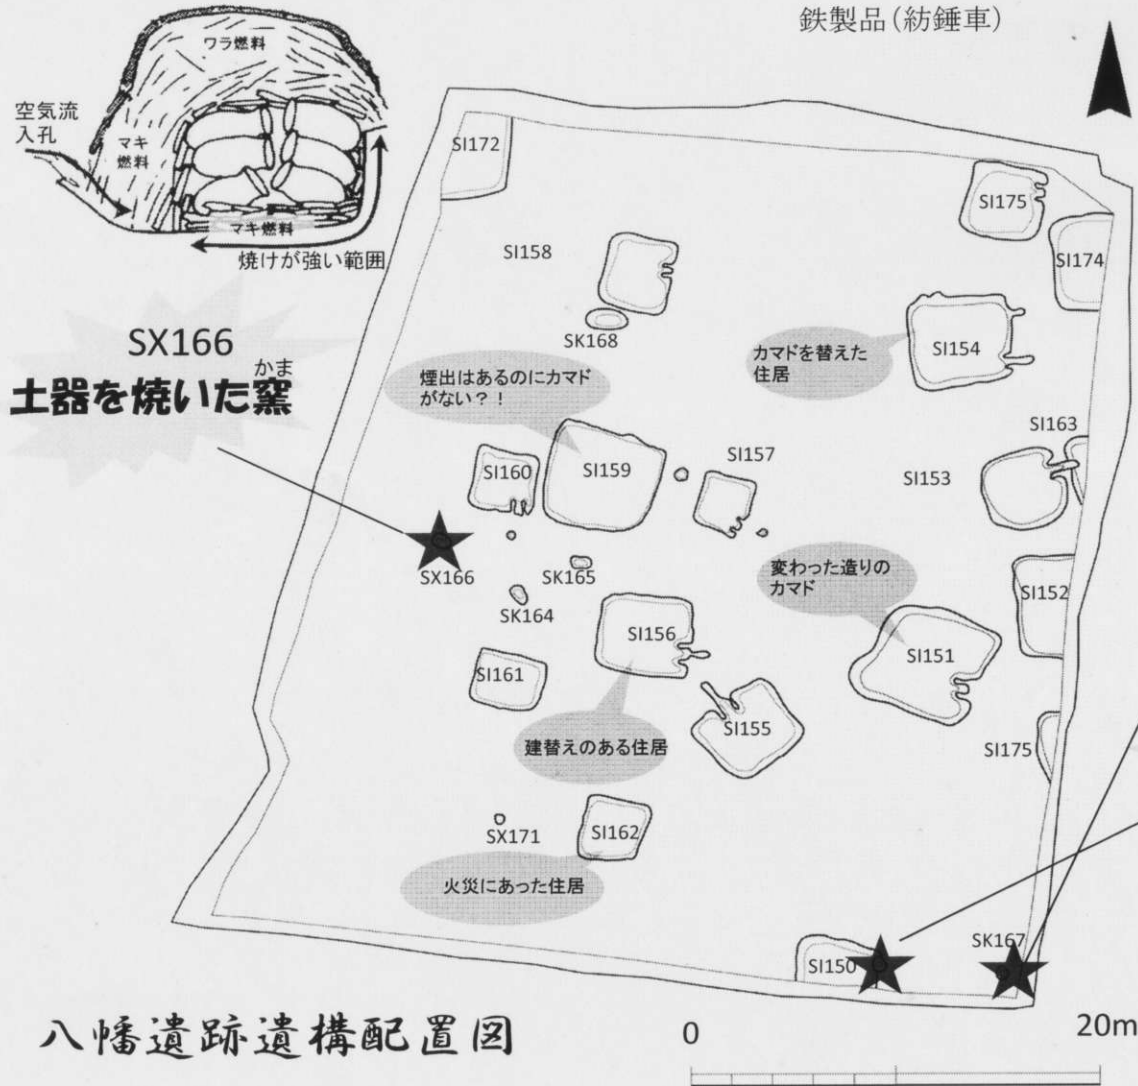 鉄製品(紡錘車)
ワラ燃料
空気流
入孔
マキ
燃料
マキ燃料
焼けが強い範囲
SX166
かま
土器を焼いた窯
SI172
SI175
SI158
SI174
SK168
カマドを替えた
住居
SI154
煙出はあるのにカマド
がない?!
SI163
SI160
SI159
SI157
SI153
SX166
SK165
変わった造りの
カマド
SK164
SI152
SI156
SI151
SI161
SI155
建替えのある住居
SI175
SX171
SI162
火災にあった住居
SK167
SI150
八幡遺跡遺構配置図
0
20m